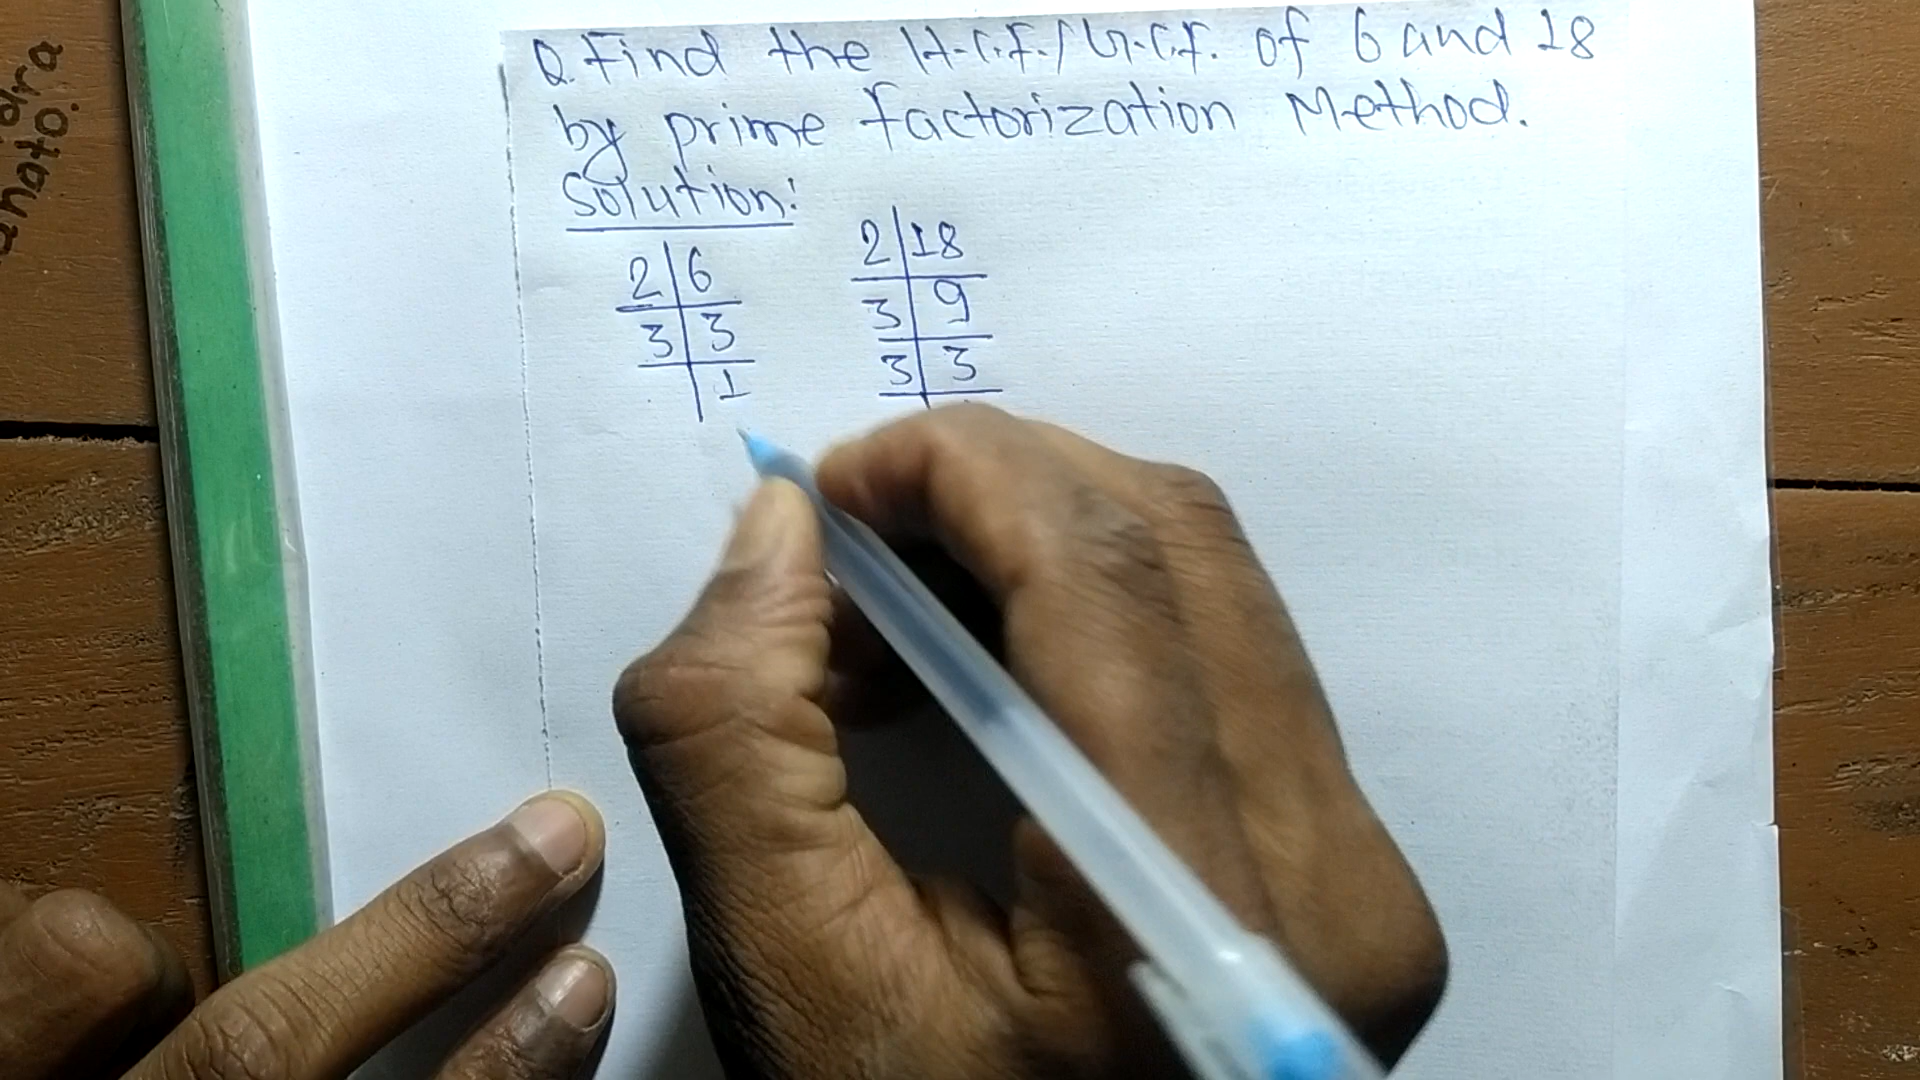 Q. Find the H.C.F./G.C.F. of 6 and 18
by prime factorization Method.
Solution:
2 | 6
3 | 3
1
2 | 18
3 | 9
3 | 3